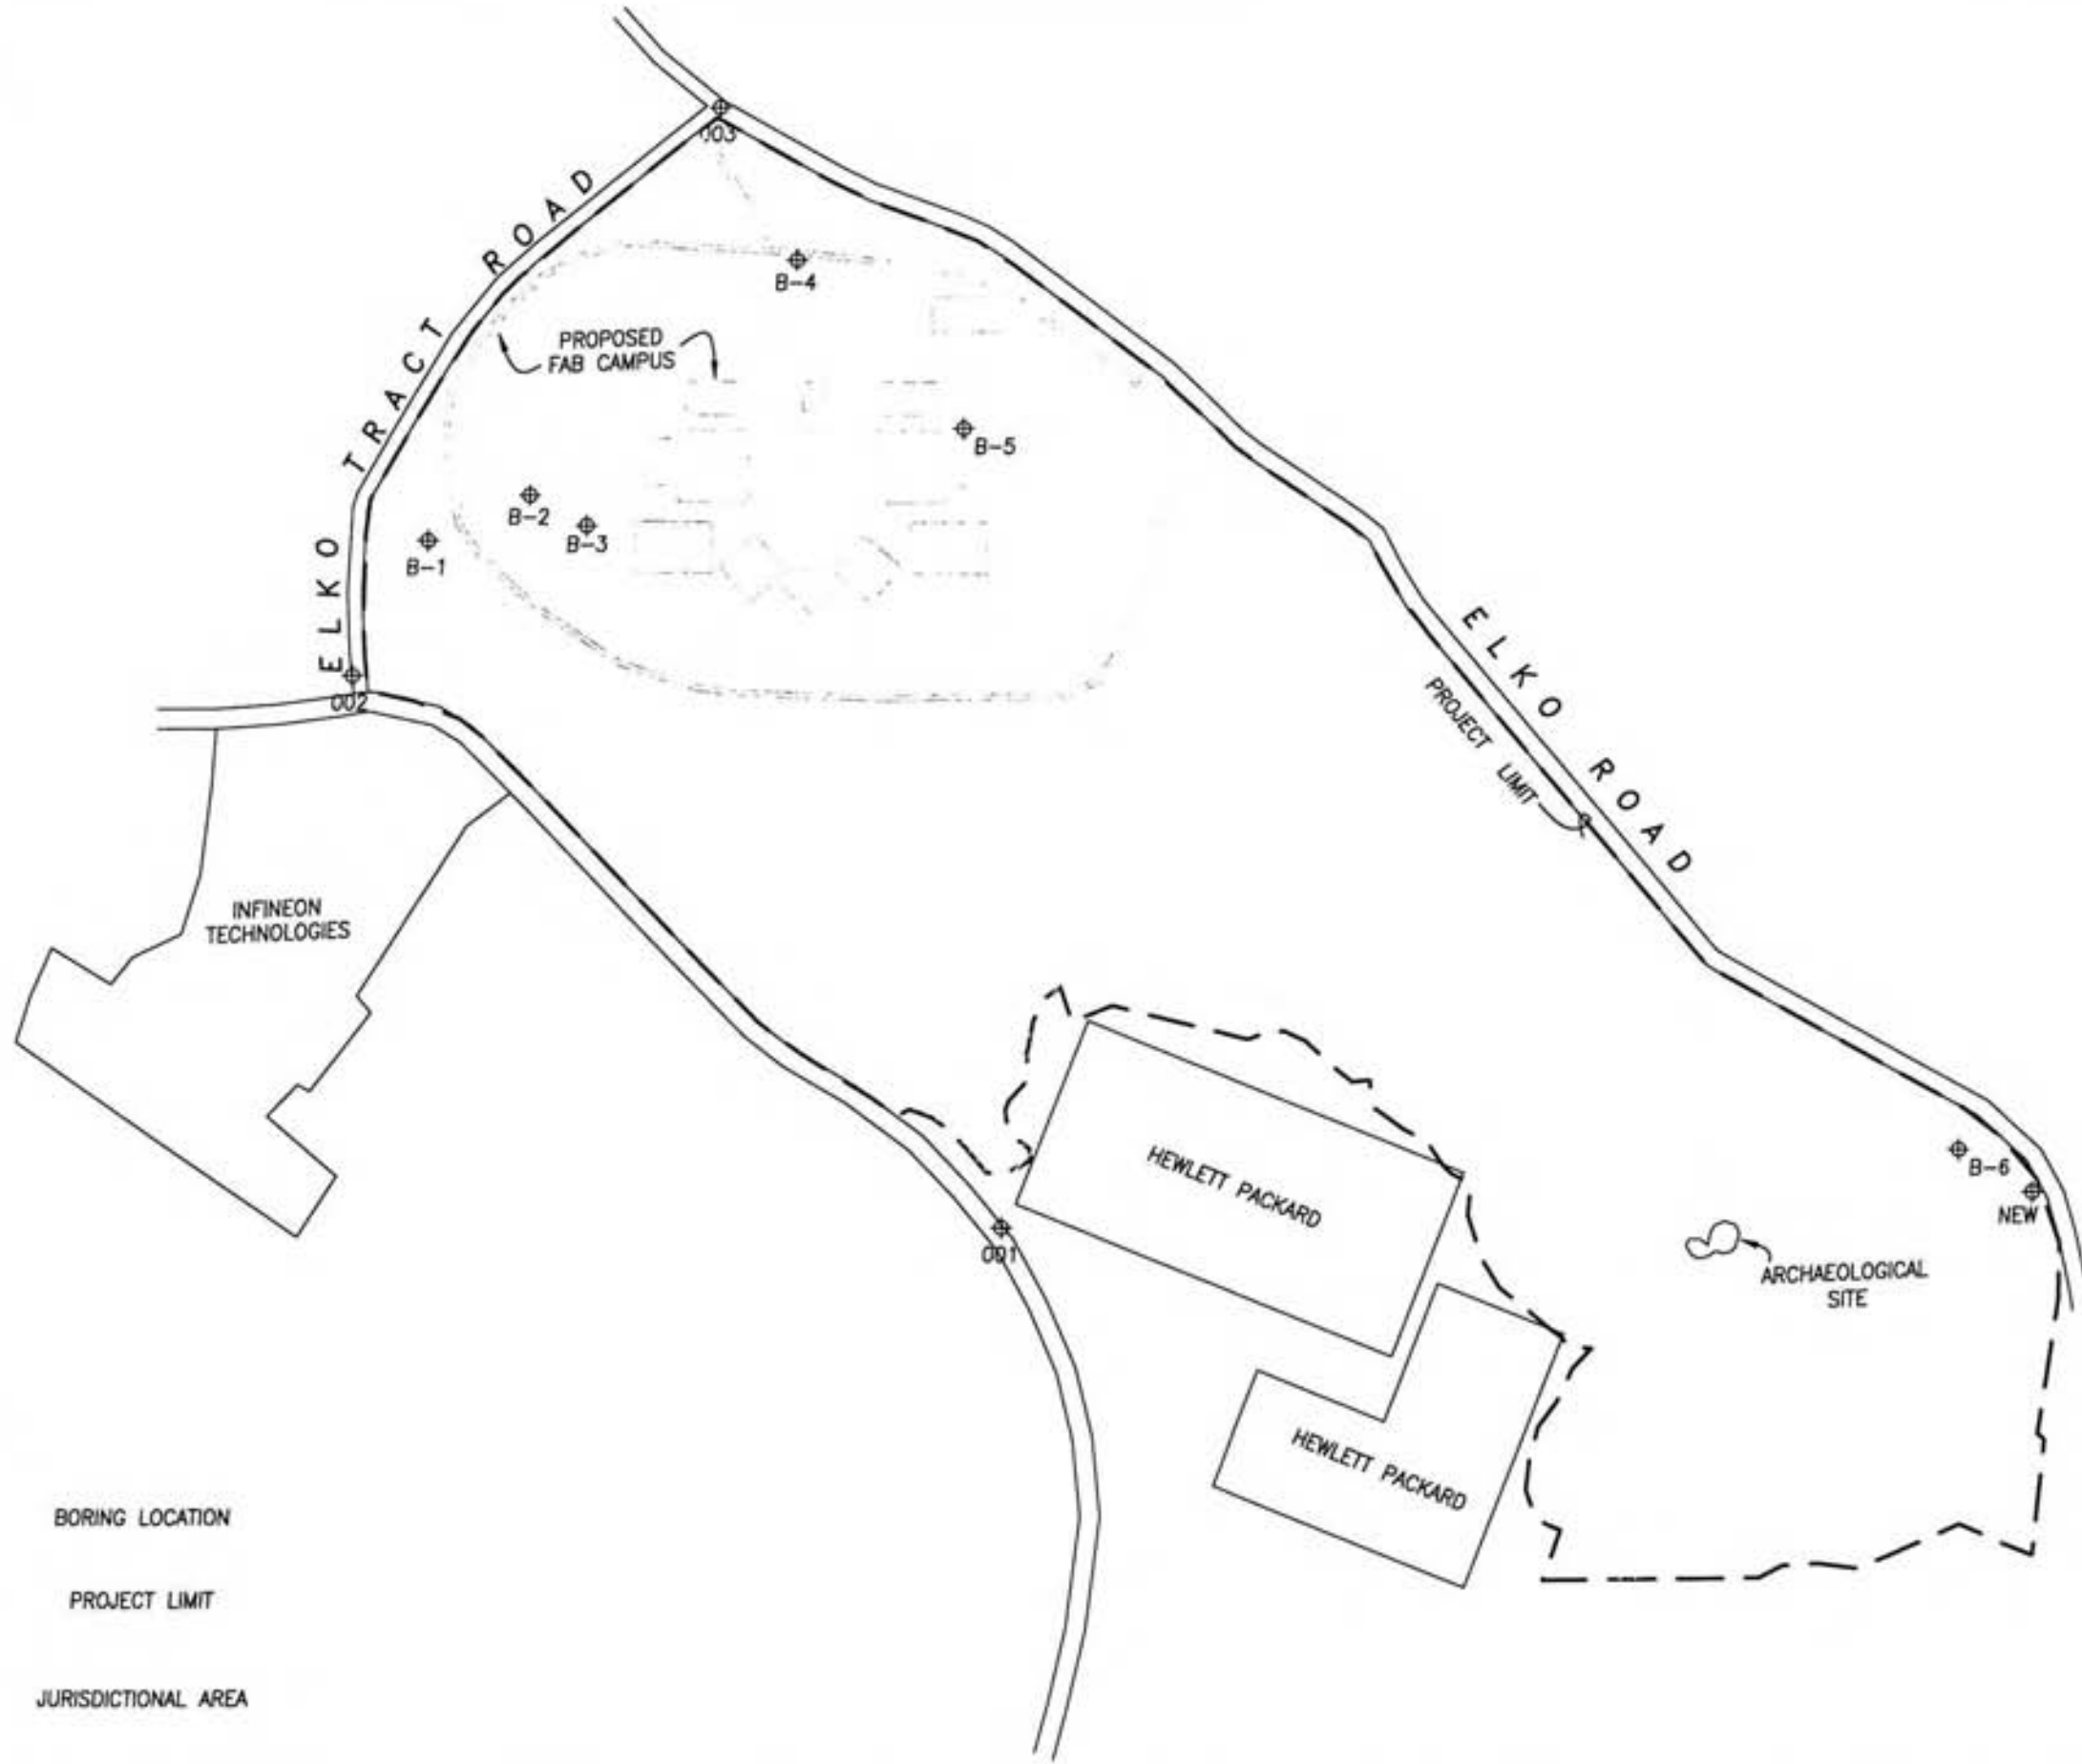 003
ELKO TRACT ROAD
B-4
PROPOSED
FAB CAMPUS
B-5
B-2
B-3
B-1
002
ELKO ROAD
PROJECT LIMIT
INFINEON
TECHNOLOGIES
HEWLETT PACKARD
B-6
NEW
001
ARCHAEOLOGICAL
SITE
HEWLETT PACKARD
BORING LOCATION
PROJECT LIMIT
JURISDICTIONAL AREA